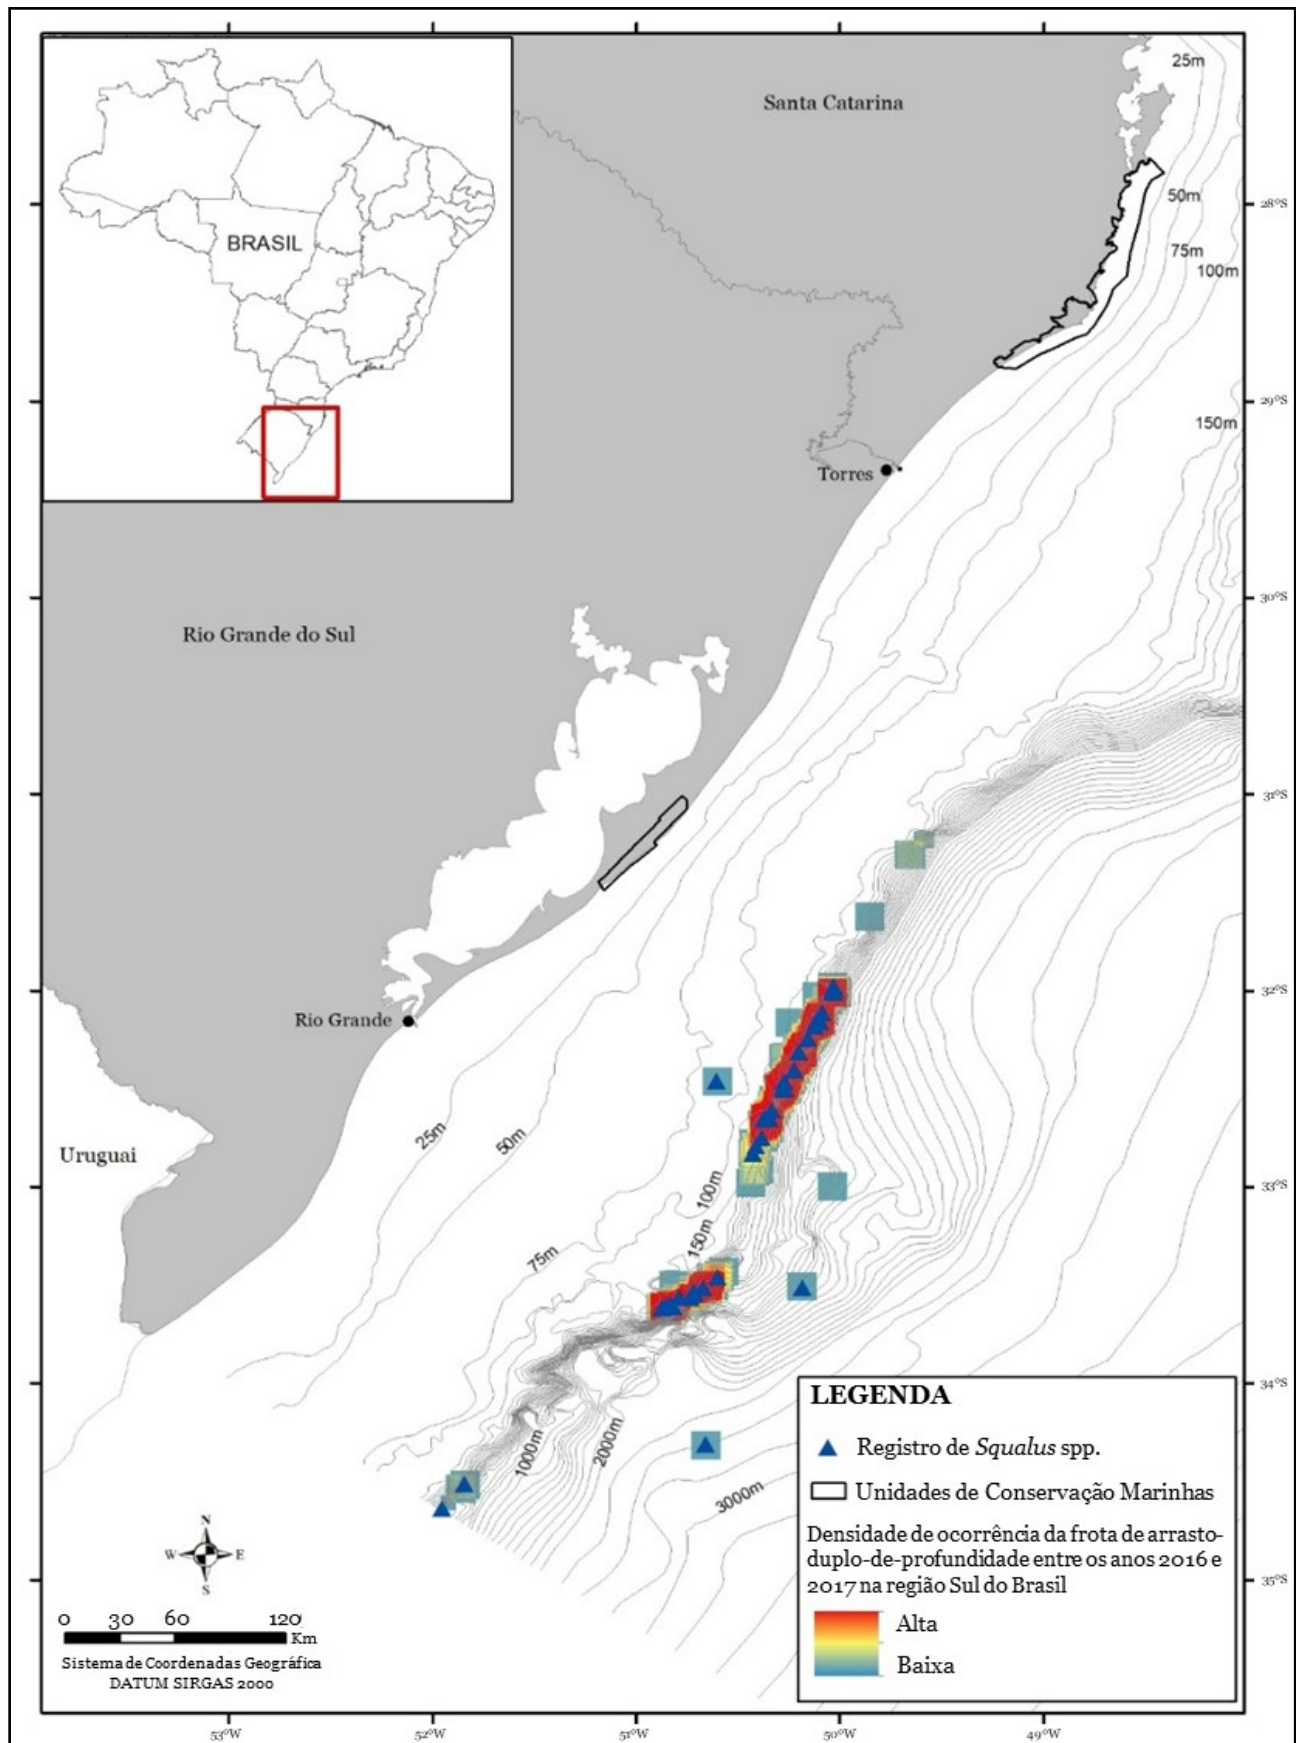 Santa Catarina
25m
BRASIL
50m
28°S
75m
100m
29°S
150m
Torres
30°S
Rio Grande do Sul
31°S
32°S
Rio Grande
25m
50m
Uruguai
100m
33°S
150m
75m
34°S
LEGENDA
Registro de Squalus spp.
1000m
2000m
3000m
Unidades de Conservação Marinhas
Densidade de ocorrência da frota de arrasto-
duplo-de-profundidade entre os anos 2016 e
2017 na região Sul do Brasil
Alta
Baixa
N
W E
S
35°S
0 30 60 120
Km
Sistema de Coordenadas Geográfica
DATUM SIRGAS 2000
53°W 52°W 51°W 50°W 49°W